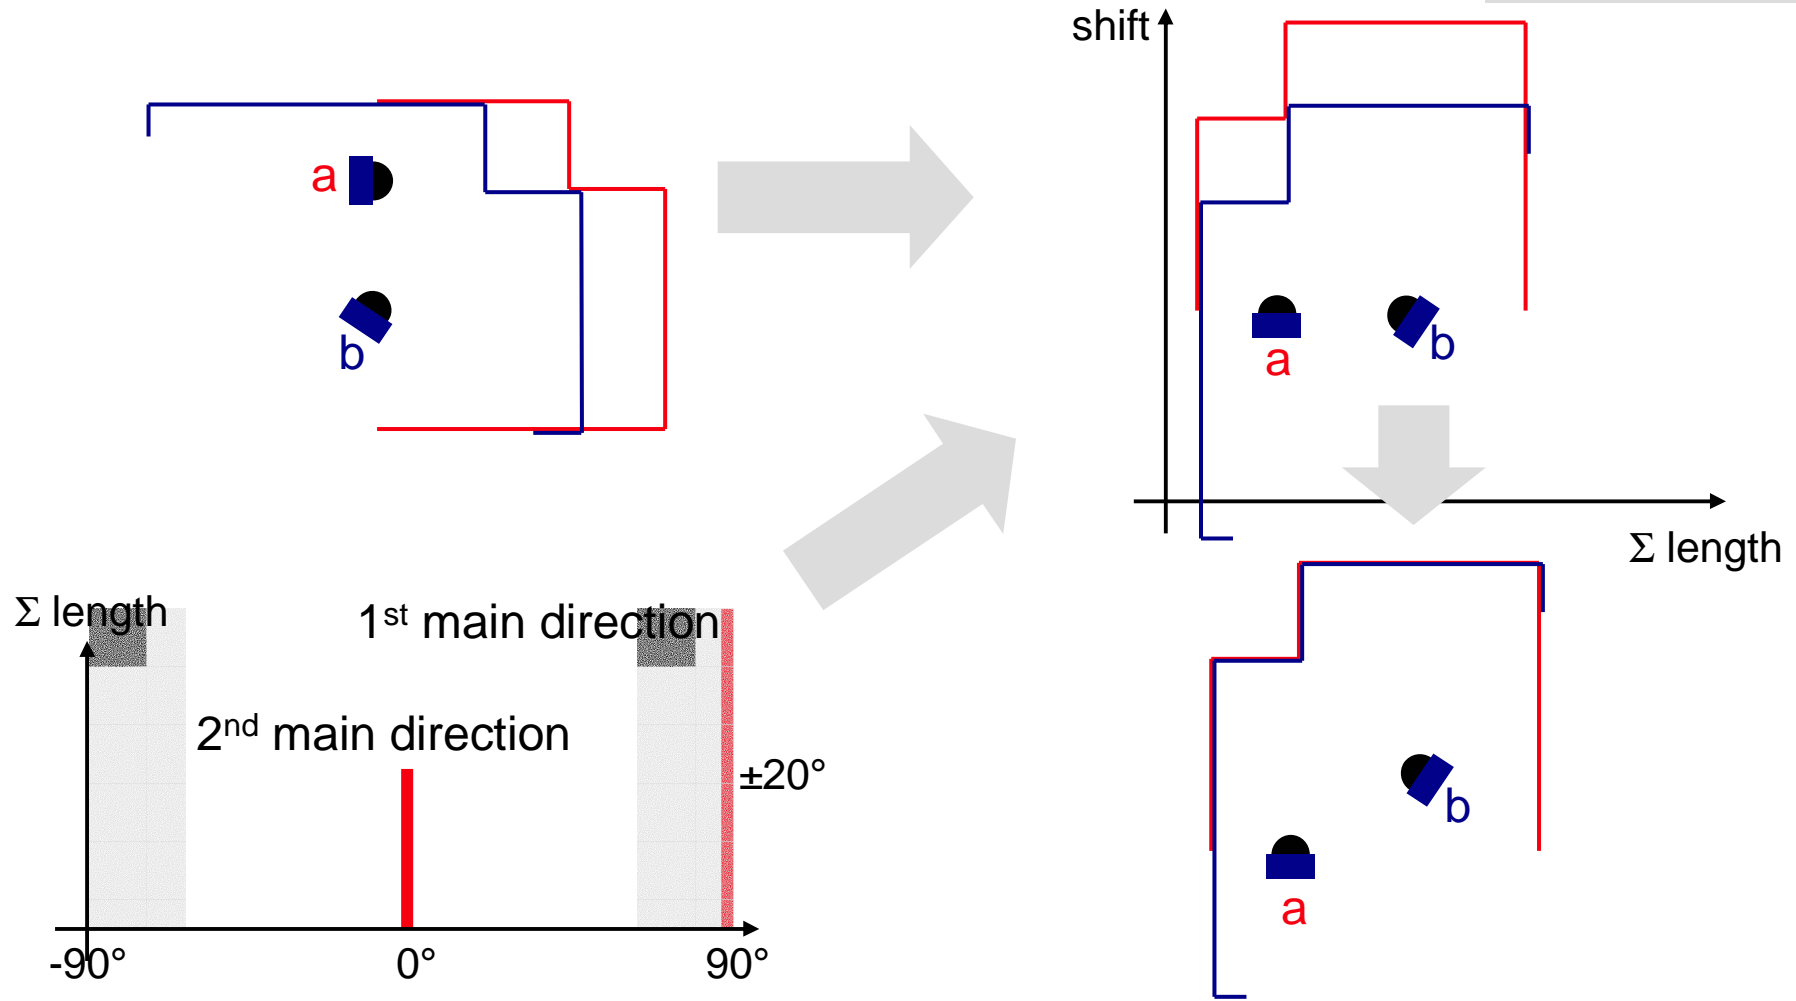 shift
a
b
a
b
Σ length
Σ length
1st main direction
2nd main direction
±20°
b
a
-90°
0°
90°